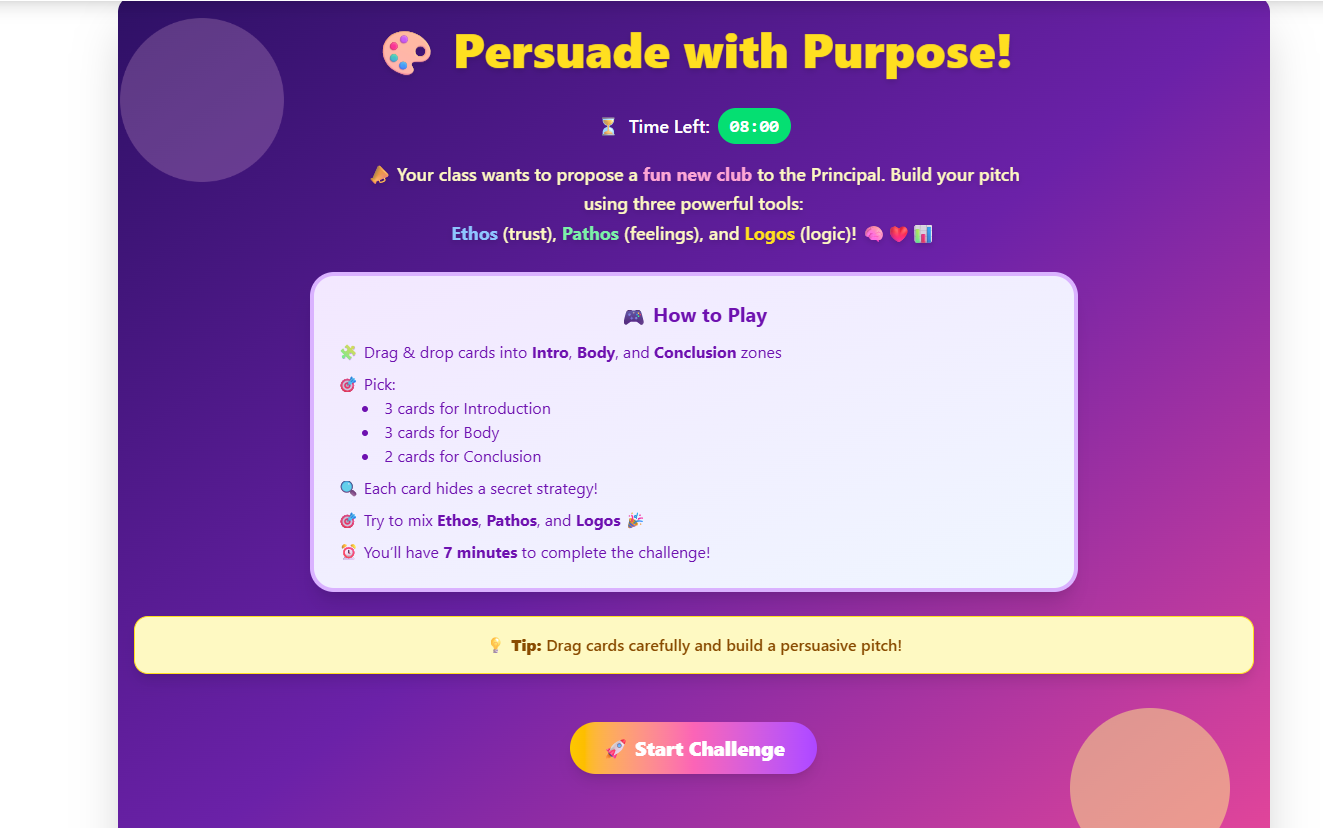 Persuade with Purpose!
Time Left: 08:00
Your class wants to propose a fun new club to the Principal. Build your pitch
using three powerful tools:
Ethos (trust), Pathos (feelings), and Logos (logic)!
How to Play
Drag & drop cards into Intro, Body, and Conclusion zones
Pick:
• 3 cards for Introduction
• 3 cards for Body
• 2 cards for Conclusion
Each card hides a secret strategy!
Try to mix Ethos, Pathos, and Logos
You'll have 7 minutes to complete the challenge!
Tip: Drag cards carefully and build a persuasive pitch!
Start Challenge